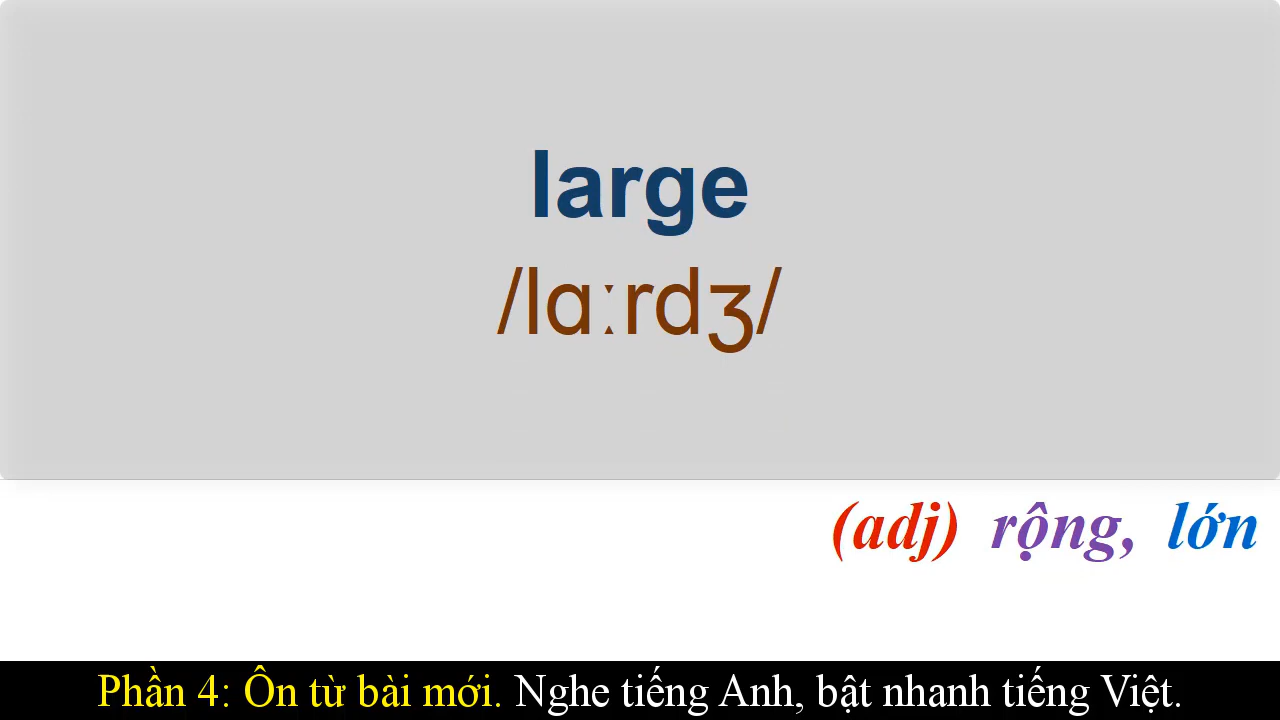 large
/lɑːrdʒ/
(adj) rộng, lớn
Phần 4: Ôn từ bài mới. Nghe tiếng Anh, bật nhanh tiếng Việt.